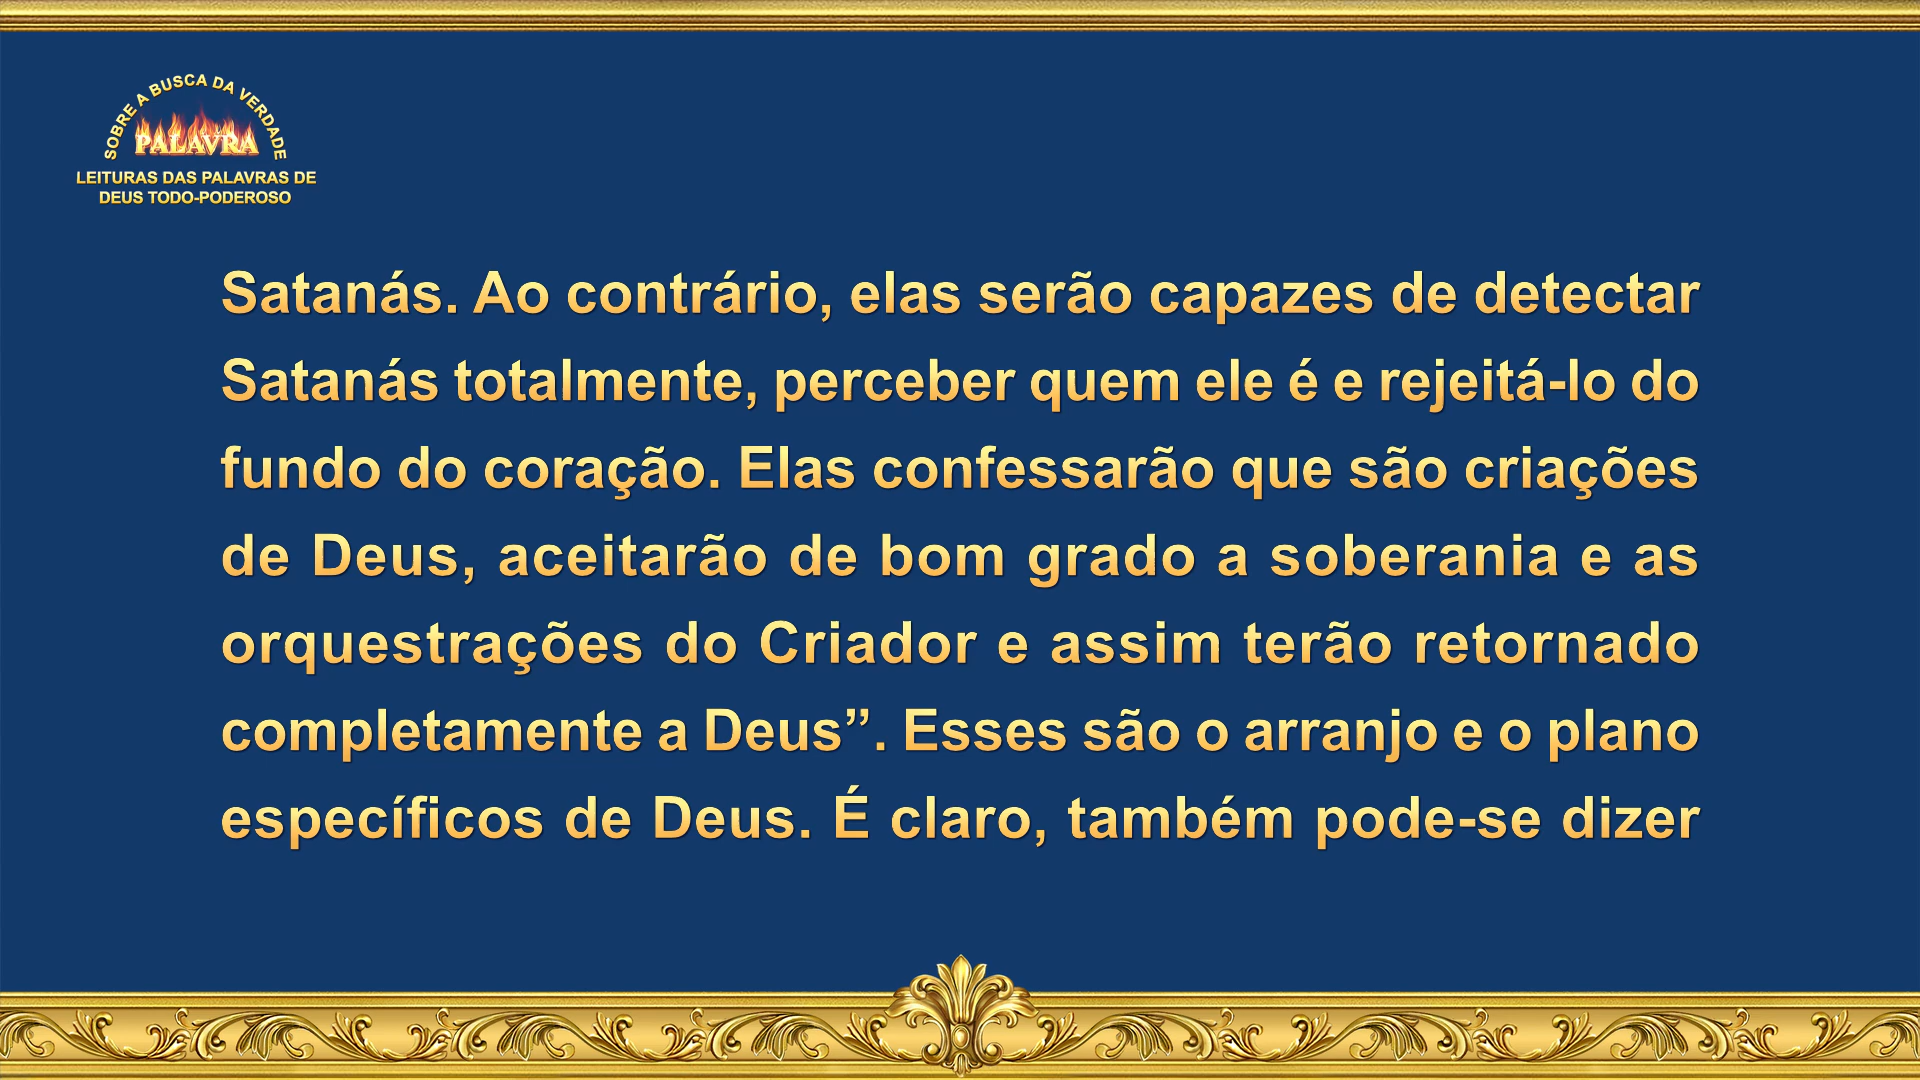 SOBRE A BUSCA DA VERDADE
PALAVRA
LEITURAS DAS PALAVRAS DE
DEUS TODO-PODEROSO
Satanás. Ao contrário, elas serão capazes de detectar
Satanás totalmente, perceber quem ele é e rejeitá-lo do
fundo do coração. Elas confessarão que são criações
de Deus, aceitarão de bom grado a soberania e as
orquestrações do Criador e assim terão retornado
completamente a Deus”. Esses são o arranjo e o plano
específicos de Deus. É claro, também pode-se dizer